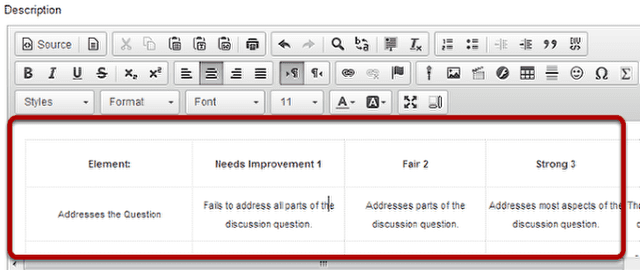 Description
Source
B I U S x₂ x²
Styles Format Font 11 A A
Element: Needs Improvement 1 Fair 2 Strong 3
Addresses the Question
Fails to address all parts of the
discussion question.
Addresses parts of the
discussion question.
Addresses most aspects of the
discussion question.